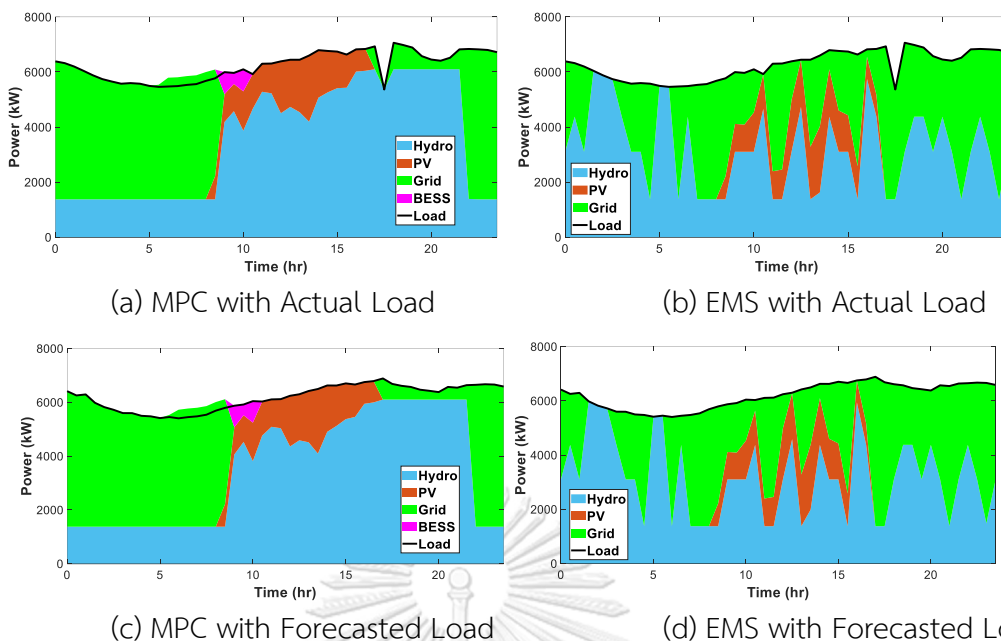 8000
6000
4000
2000
0
Power (kW)
Hydro
PV
Grid
BESS
Load
0
5
10
15
20
Time (hr)
(a) MPC with Actual Load
8000
6000
4000
2000
0
Power (kW)
Hydro
PV
Grid
Load
0
5
10
15
20
Time (hr)
(b) EMS with Actual Load
8000
6000
4000
2000
0
Power (kW)
Hydro
PV
Grid
BESS
Load
0
5
10
15
20
Time (hr)
(c) MPC with Forecasted Load
8000
6000
4000
2000
0
Power (kW)
Hydro
PV
Grid
Load
0
5
10
15
20
Time (hr)
(d) EMS with Forecasted L